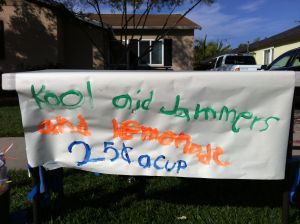 Kool aid Jammers
and lemonade
25¢ a cup